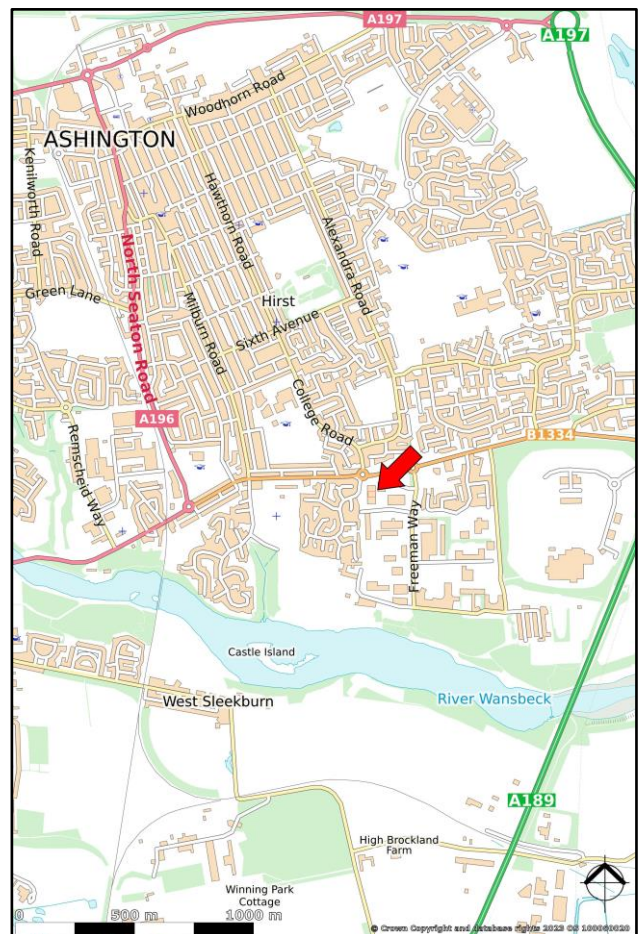 A197
A197
Woodhorn Road
ASHINGTON
Kenilworth Road
Hawthorn Road
Alexandra Road
North Seaton Road
Green Lane
Milburn Road
Hirst
Sixth Avenue
College Road
A196
B1334
Remscheid Way
Freeman Way
Castle Island
West Sleekburn
River Wansbeck
A189
High Brockland
Farm
Winning Park
Cottage
0 500 m 1000 m
© Crown Copyright and database rights 2023 OS 100060020